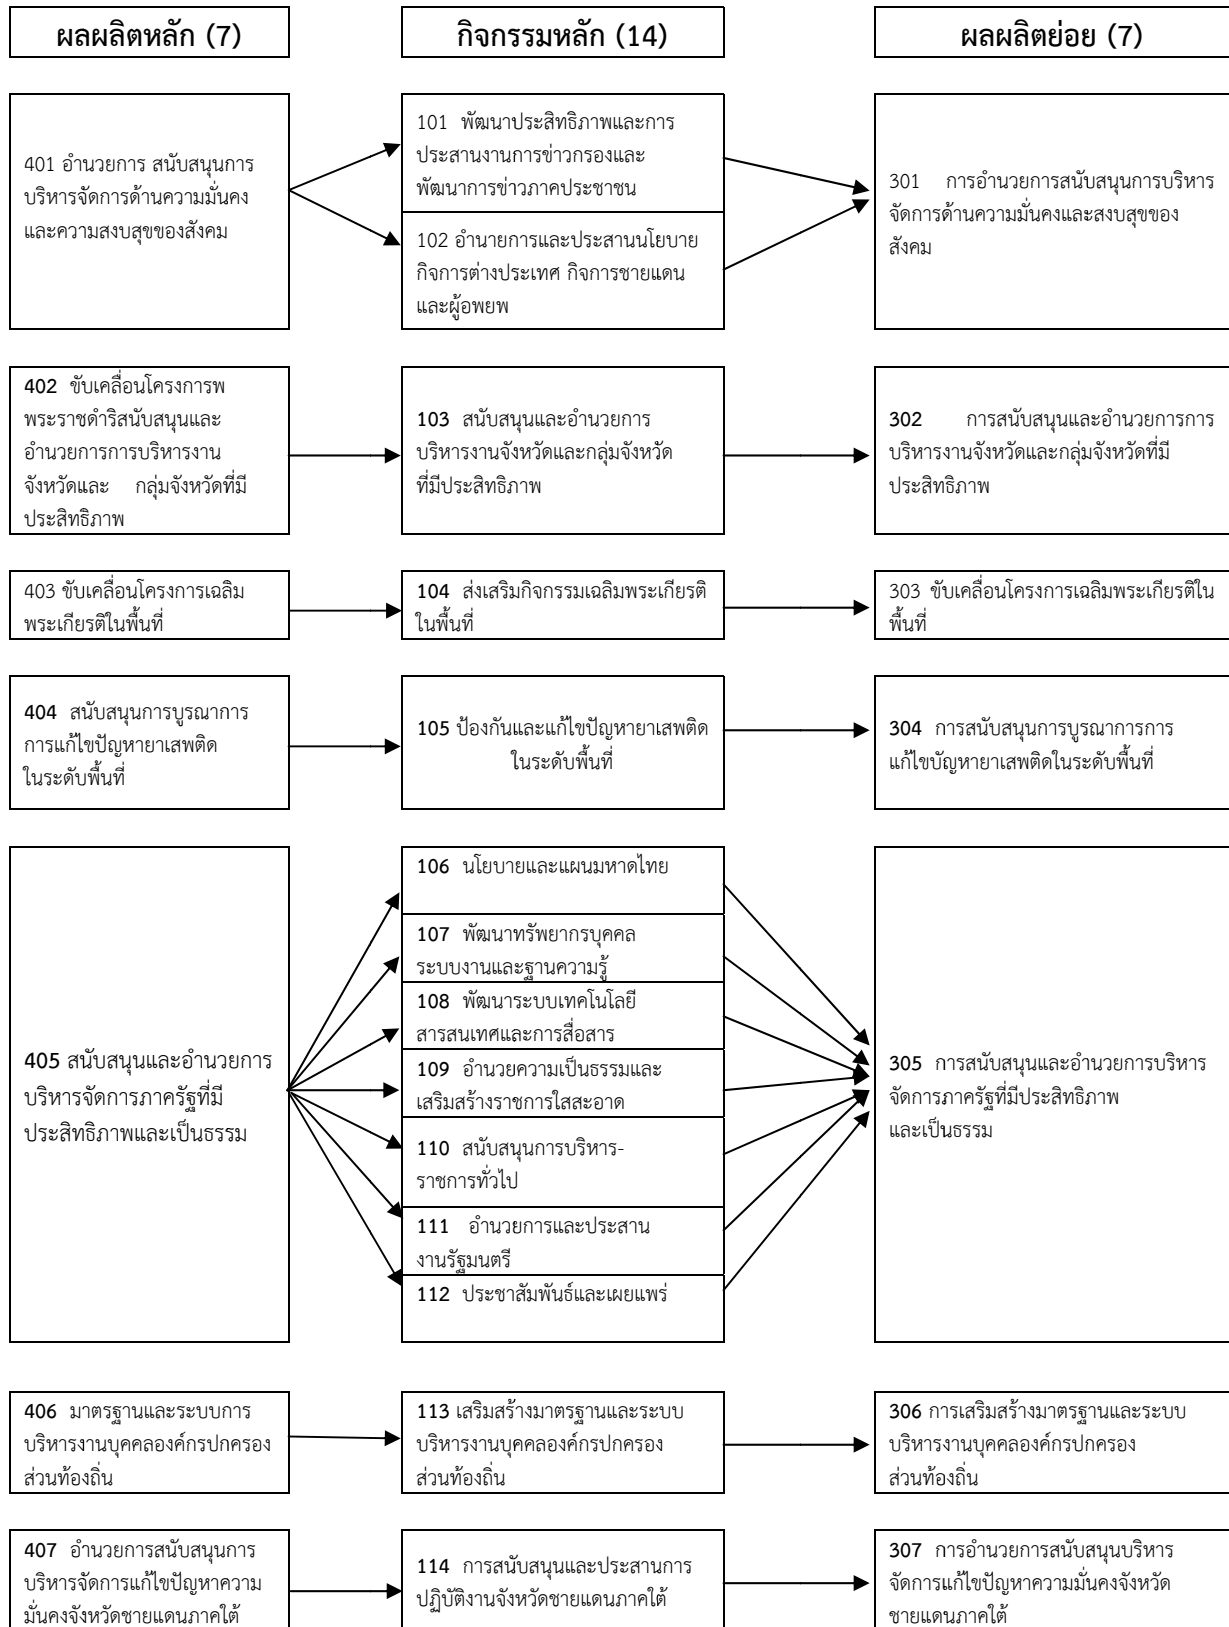 ผลผลิตหลัก (7)
กิจกรรมหลัก (14)
ผลผลิตย่อย (7)
401 อำนวยการ สนับสนุนการ
บริหารจัดการด้านความมั่นคง
และความสงบสุขของสังคม
101 พัฒนาประสิทธิภาพและการ
ประสานงานการข่าวกรองและ
พัฒนาการข่าวภาคประชาชน
102 อำนายการและประสานนโยบาย
กิจการต่างประเทศ กิจการชายแดน
และผู้อพยพ
301 การอำนวยการสนับสนุนการบริหาร
จัดการด้านความมั่นคงและสงบสุขของ
สังคม
402 ขับเคลื่อนโครงการพ
พระราชดำริสนับสนุนและ
อำนวยการการบริหารงาน
จังหวัดและ กลุ่มจังหวัดที่มี
ประสิทธิภาพ
103 สนับสนุนและอำนวยการ
บริหารงานจังหวัดและกลุ่มจังหวัด
ที่มีประสิทธิภาพ
302 การสนับสนุนและอำนวยการการ
บริหารงานจังหวัดและกลุ่มจังหวัดที่มี
ประสิทธิภาพ
403 ขับเคลื่อนโครงการเฉลิม
พระเกียรติในพื้นที่
104 ส่งเสริมกิจกรรมเฉลิมพระเกียรติ
ในพื้นที่
303 ขับเคลื่อนโครงการเฉลิมพระเกียรติใน
พื้นที่
404 สนับสนุนการบูรณาการ
การแก้ไขปัญหายาเสพติด
ในระดับพื้นที่
105 ป้องกันและแก้ไขปัญหายาเสพติด
ในระดับพื้นที่
304 การสนับสนุนการบูรณาการการ
แก้ไขบัญหายาเสพติดในระดับพื้นที่
405 สนับสนุนและอำนวยการ
บริหารจัดการภาครัฐที่มี
ประสิทธิภาพและเป็นธรรม
106 นโยบายและแผนมหาดไทย
107 พัฒนาทรัพยากรบุคคล
ระบบงานและฐานความรู้
108 พัฒนาระบบเทคโนโลยี
สารสนเทศและการสื่อสาร
109 อำนวยความเป็นธรรมและ
เสริมสร้างราชการใสสะอาด
110 สนับสนุนการบริหาร-
ราชการทั่วไป
111 อำนวยการและประสาน
งานรัฐมนตรี
112 ประชาสัมพันธ์และเผยแพร่
305 การสนับสนุนและอำนวยการบริหาร
จัดการภาครัฐที่มีประสิทธิภาพ
และเป็นธรรม
406 มาตรฐานและระบบการ
บริหารงานบุคคลองค์กรปกครอง
ส่วนท้องถิ่น
113 เสริมสร้างมาตรฐานและระบบ
บริหารงานบุคคลองค์กรปกครอง
ส่วนท้องถิ่น
306 การเสริมสร้างมาตรฐานและระบบ
บริหารงานบุคคลองค์กรปกครอง
ส่วนท้องถิ่น
407 อำนวยการสนับสนุนการ
บริหารจัดการแก้ไขปัญหาความ
มั่นคงจังหวัดชายแดนภาคใต้
114 การสนับสนุนและประสานการ
ปฏิบัติงานจังหวัดชายแดนภาคใต้
307 การอำนวยการสนับสนุนบริหาร
จัดการแก้ไขปัญหาความมั่นคงจังหวัด
ชายแดนภาคใต้